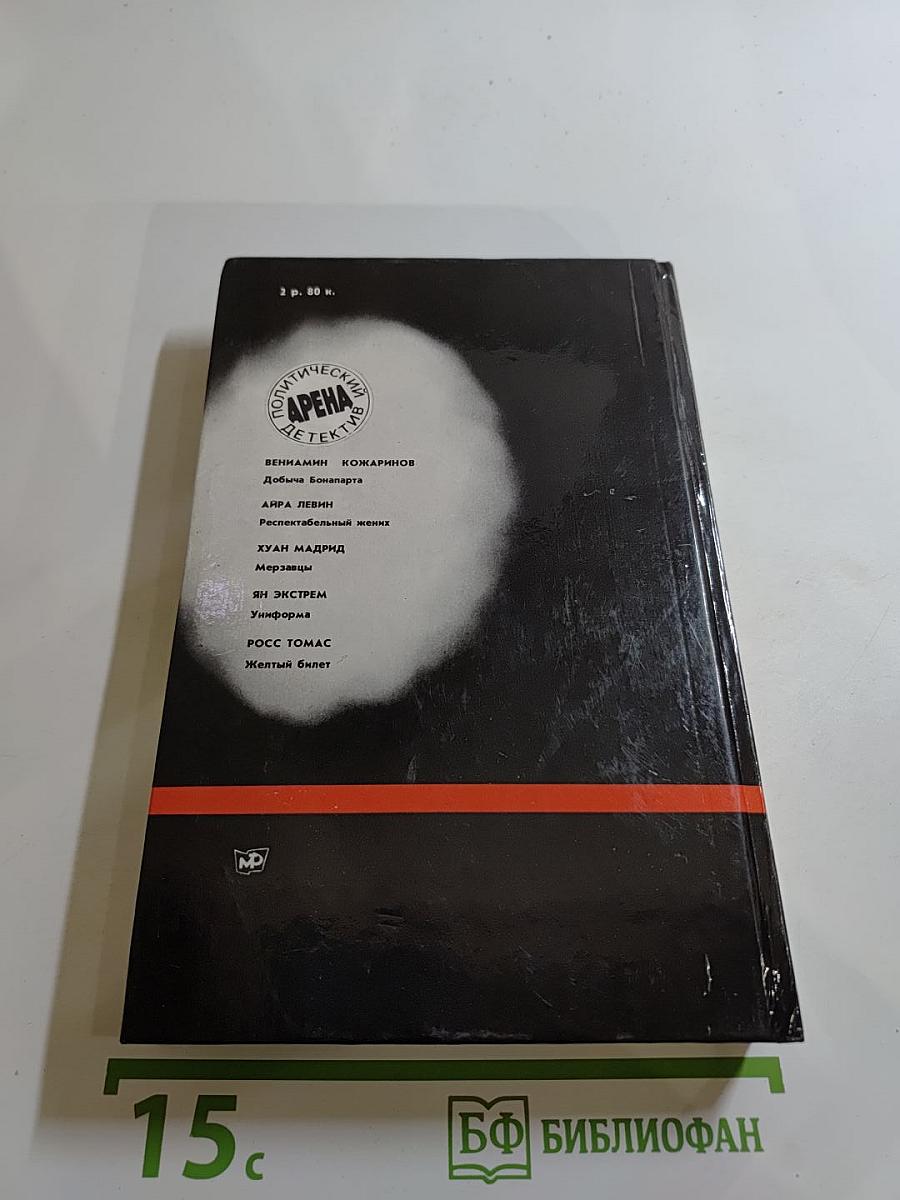 2 р. 80 к.
ПОЛИТИЧЕСКИЙ
АРЕНА
ДЕТЕКТИВ
ВЕНИАМИН КОЖАРИНОВ
Добыча Бонапарта
АЙРА ЛЕВИН
Респектабельный жених
ХУАН МАДРИД
Мерзавцы
ЯН ЭКСТРЕМ
Униформа
РОСС ТОМАС
Желтый билет
МР
15 с
БФ БИБЛИОФАН